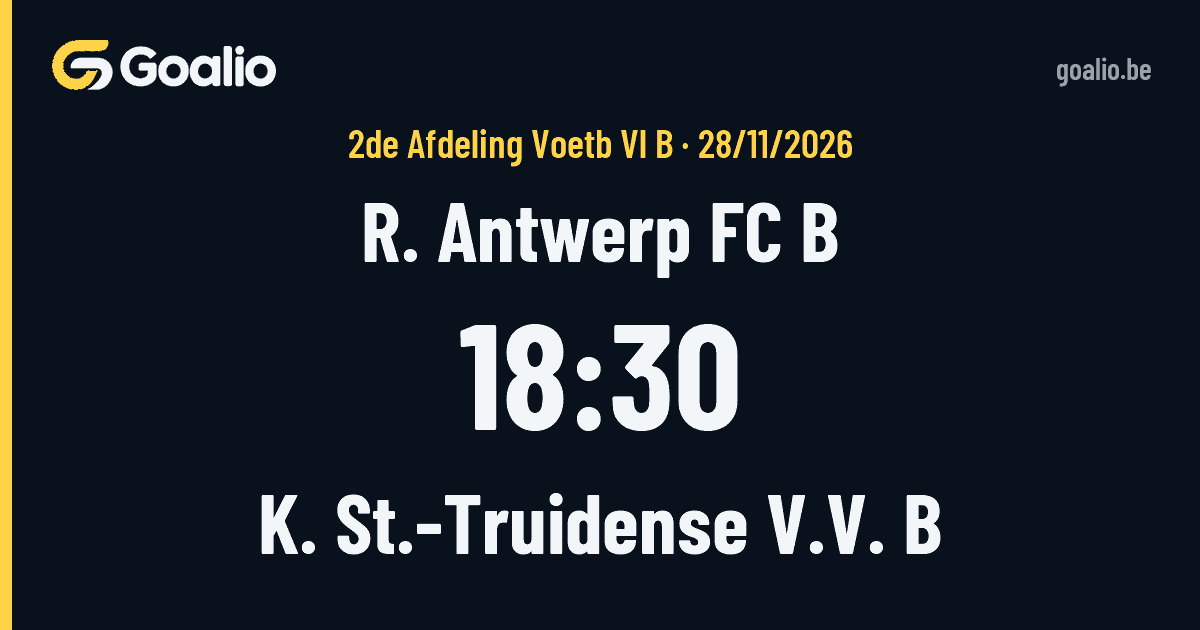 Goalio
goalio.be
2de Afdeling Voetb Vl B · 28/11/2026
R. Antwerp FC B
18:30
K. St.-Truidense V.V. B